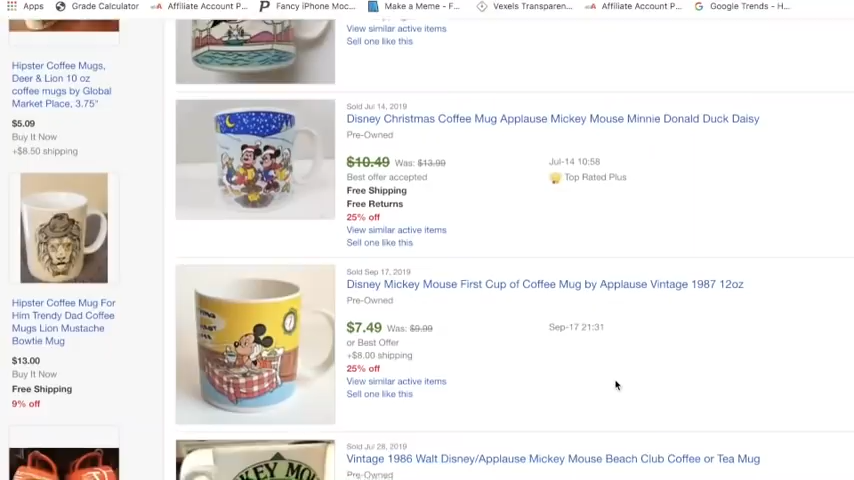 Apps
Grade Calculator
Affiliate Account P...
Fancy iPhone Moc...
Make a Meme - F...
Vexels Transparen...
Affiliate Account P...
Google Trends - H...
Hipster Coffee Mugs,
Deer & Lion 10 oz
coffee mugs by Global
Market Place, 3.75"
$5.09
Buy It Now
+$8.50 shipping
Hipster Coffee Mug For
Him Trendy Dad Coffee
Mugs Lion Mustache
Bowtie Mug
$13.00
Buy It Now
Free Shipping
9% off
View similar active items
Sell one like this
Sold Jul 14, 2019
Disney Christmas Coffee Mug Applause Mickey Mouse Minnie Donald Duck Daisy
Pre-Owned
$10.49 Was: $13.99
Best offer accepted
Free Shipping
Free Returns
25% off
View similar active items
Sell one like this
Jul-14 10:58
Top Rated Plus
Sold Sep 17, 2019
Disney Mickey Mouse First Cup of Coffee Mug by Applause Vintage 1987 12oz
Pre-Owned
$7.49 Was: $9.99
or Best Offer
+$8.00 shipping
25% off
View similar active items
Sell one like this
Sep-17 21:31
Sold Jul 28, 2019
Vintage 1986 Walt Disney/Applause Mickey Mouse Beach Club Coffee or Tea Mug
Pre-Owned